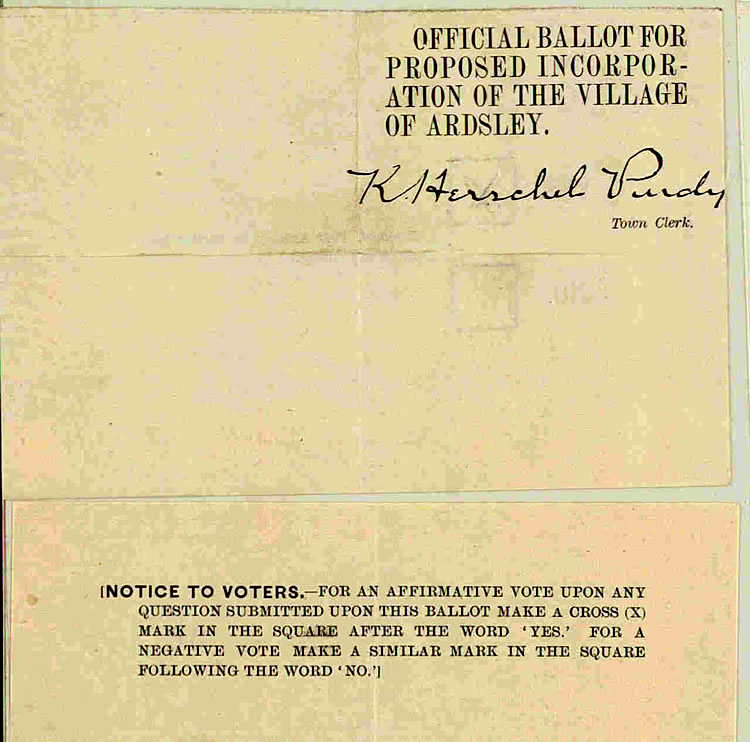 OFFICIAL BALLOT FOR
PROPOSED INCORPOR-
ATION OF THE VILLAGE
OF ARDSLEY.
K. Herschel Purdy
Town Clerk.
[NOTICE TO VOTERS.—FOR AN AFFIRMATIVE VOTE UPON ANY
QUESTION SUBMITTED UPON THIS BALLOT MAKE A CROSS (X)
MARK IN THE SQUARE AFTER THE WORD 'YES.' FOR A
NEGATIVE VOTE MAKE A SIMILAR MARK IN THE SQUARE
FOLLOWING THE WORD 'NO.']